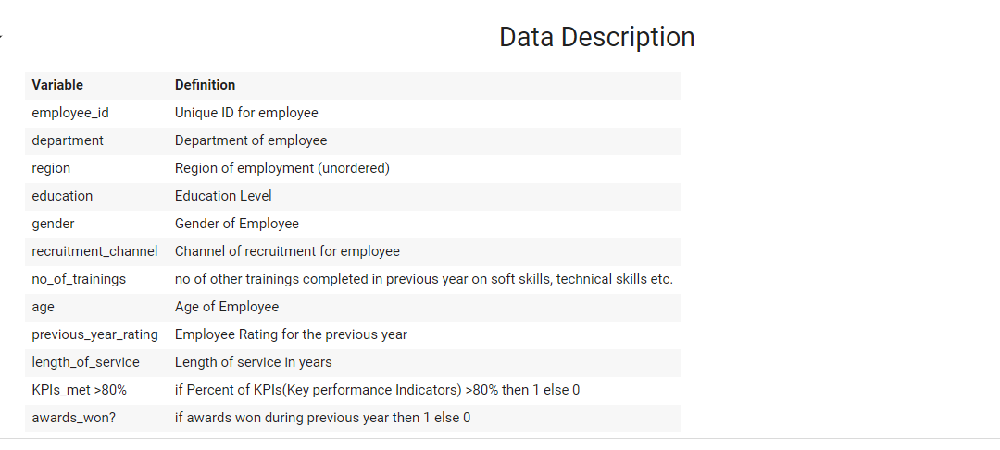 Data Description
Variable Definition
employee_id Unique ID for employee
department Department of employee
region Region of employment (unordered)
education Education Level
gender Gender of Employee
recruitment_channel Channel of recruitment for employee
no_of_trainings no of other trainings completed in previous year on soft skills, technical skills etc.
age Age of Employee
previous_year_rating Employee Rating for the previous year
length_of_service Length of service in years
KPIs_met >80% if Percent of KPIs(Key performance Indicators) >80% then 1 else 0
awards_won? if awards won during previous year then 1 else 0